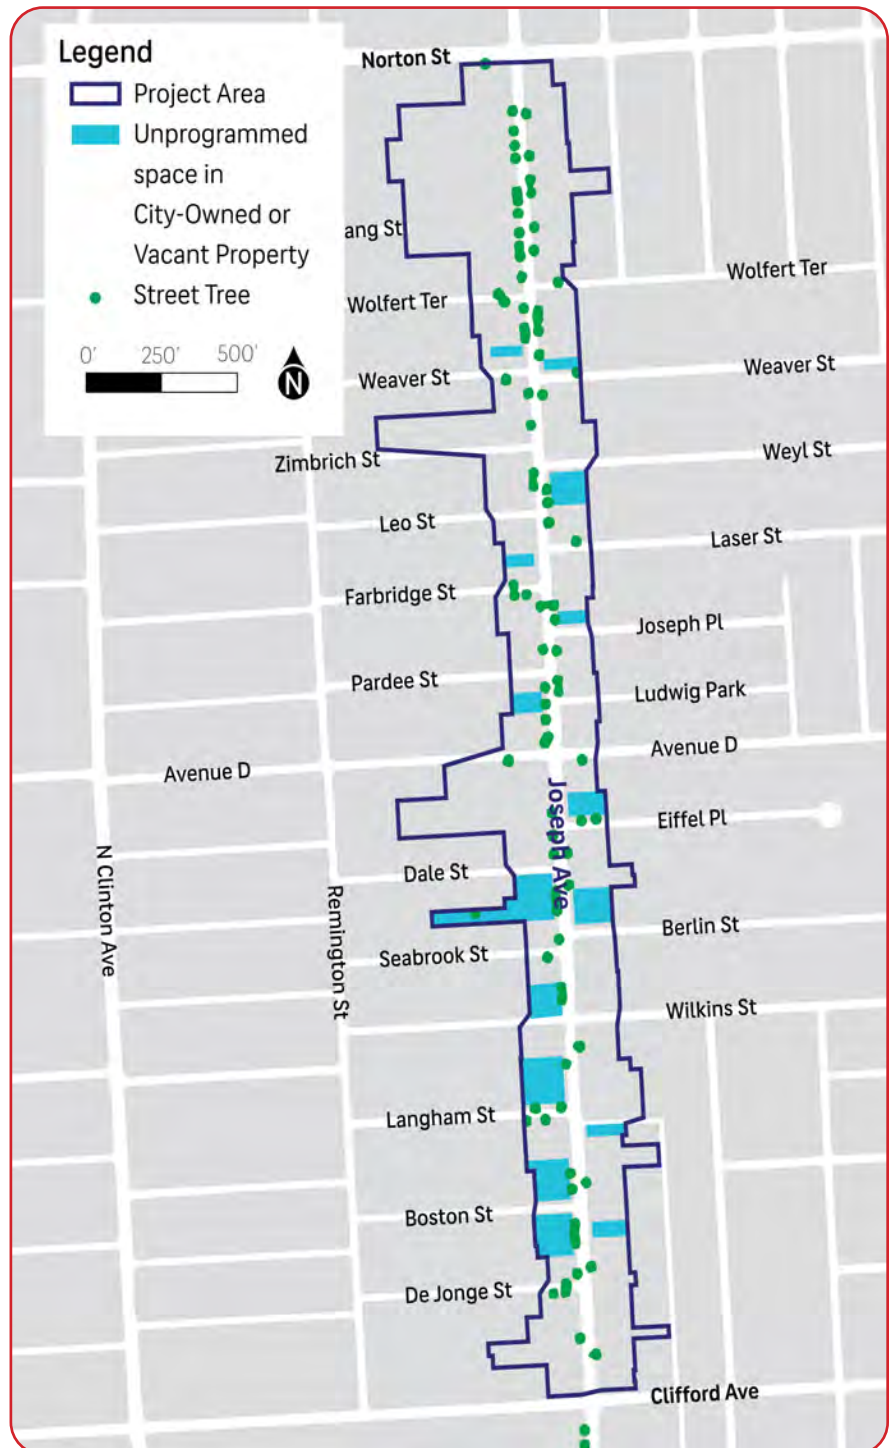 Legend
Project Area
Unprogrammed
space in
City-Owned or
Vacant Property
Street Tree
0' 250' 500'
N
Norton St
ang St
Wolfert Ter
Wolfert Ter
Weaver St
Weaver St
Zimbrich St
Weyl St
Leo St
Laser St
Farbridge St
Joseph Pl
Pardee St
Ludwig Park
Avenue D
Avenue D
Joseph Ave
Eiffel Pl
N Clinton Ave
Remington St
Dale St
Berlin St
Seabrook St
Wilkins St
Langham St
Boston St
De Jonge St
Clifford Ave